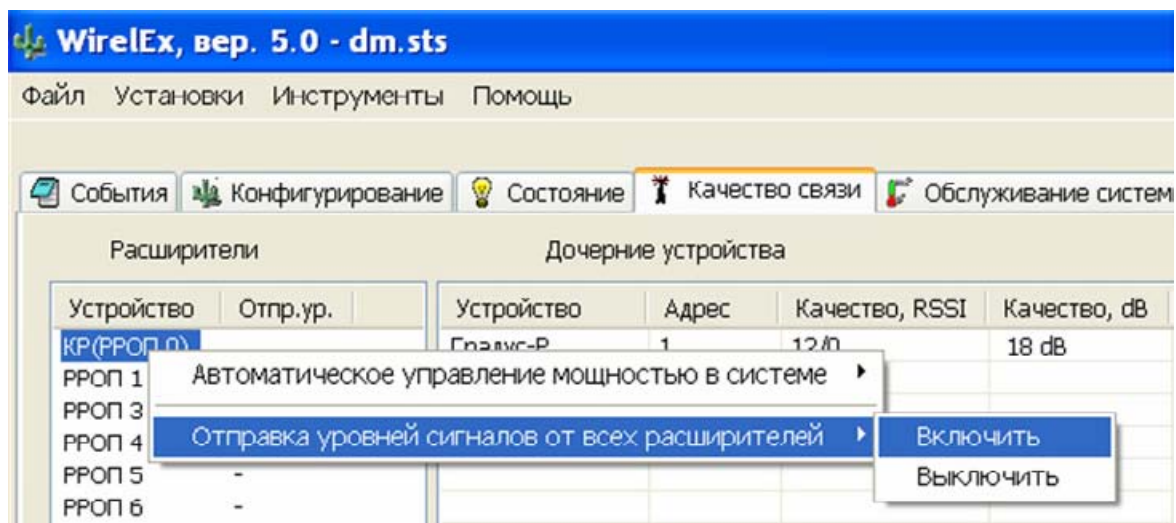 WirelEx, вер. 5.0 - dm.sts
Файл Установки Инструменты Помощь
События Конфигурирование Состояние Качество связи Обслуживание систем
Расширители Дочерние устройства
Устройство Отпр.ур. Устройство Адрес Качество, RSSI Качество, dB
КР(РРОП 0) Градус-Р 1 12/0 18 dB
РРОП 1 Автоматическое управление мощностью в системе
РРОП 3
РРОП 4 Отправка уровней сигналов от всех расширителей Включить
РРОП 5 - Выключить
РРОП 6 -